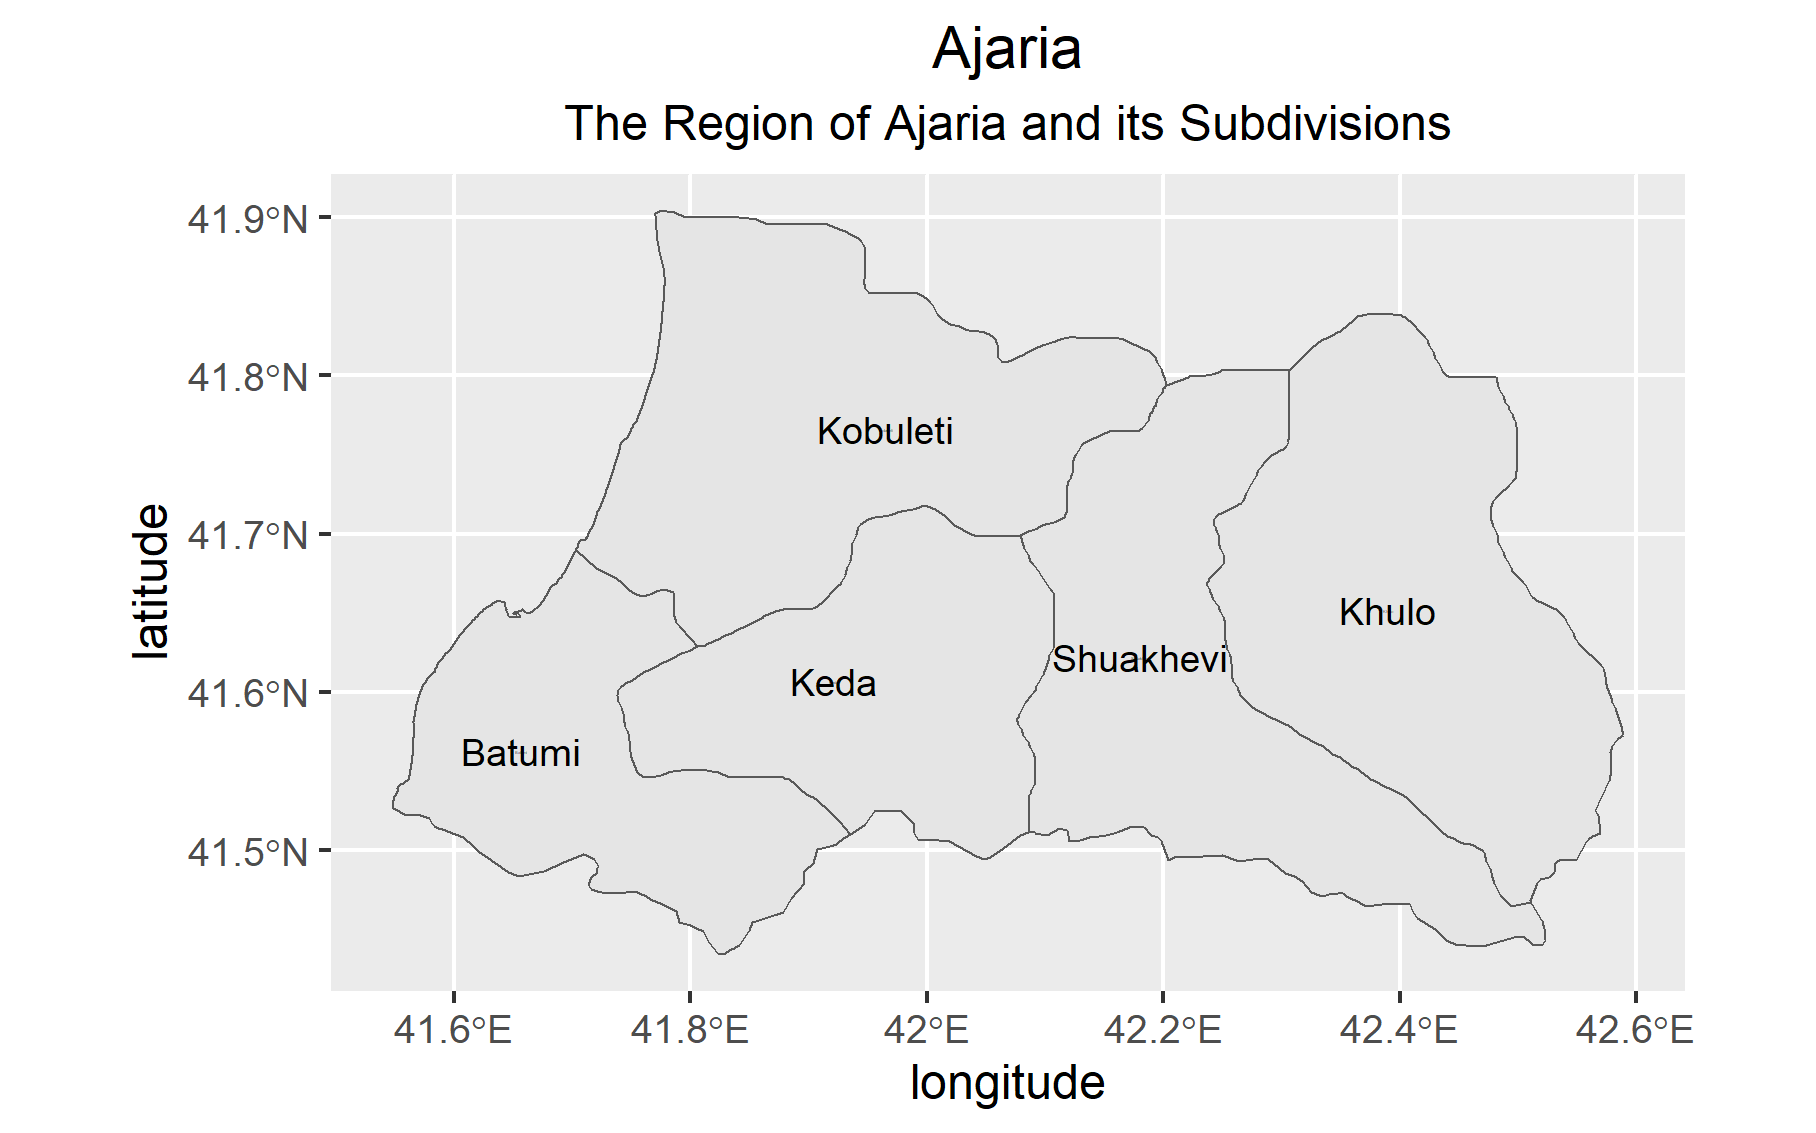 Ajaria
The Region of Ajaria and its Subdivisions
41.9°N
41.8°N
41.7°N
41.6°N
41.5°N
latitude
Kobuleti
Khulo
Shuakhevi
Keda
Batumi
41.6°E
41.8°E
42°E
42.2°E
42.4°E
42.6°E
longitude